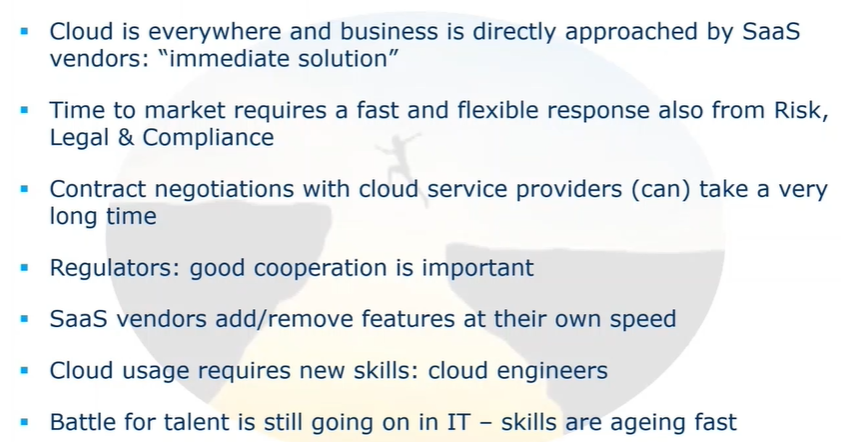 ▪ Cloud is everywhere and business is directly approached by SaaS
vendors: “immediate solution”
▪ Time to market requires a fast and flexible response also from Risk,
Legal & Compliance
▪ Contract negotiations with cloud service providers (can) take a very
long time
▪ Regulators: good cooperation is important
▪ SaaS vendors add/remove features at their own speed
▪ Cloud usage requires new skills: cloud engineers
▪ Battle for talent is still going on in IT – skills are ageing fast